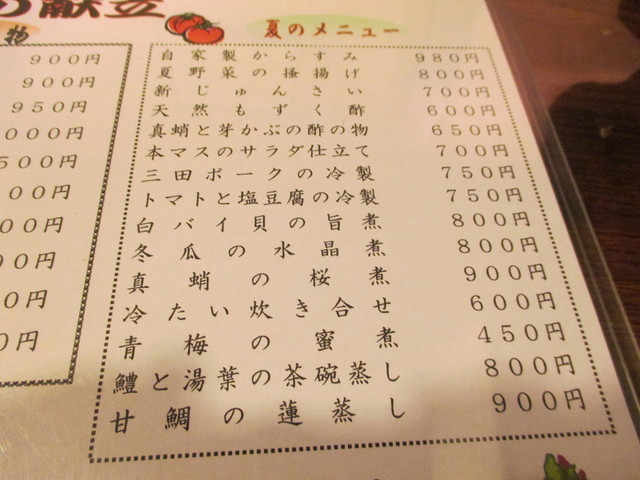 の献立
物
900円
900円
950円
000円
500円
00円
00円
00円
0円
0円
夏のメニュー
自家製からすみ 980円
夏野菜の掻揚げ 800円
新じゅんさい 700円
天然もずく酢 600円
真蛸と芽かぶの酢の物 650円
本マスのサラダ仕立て 700円
三田ポークの冷製 750円
トマトと塩豆腐の冷製 750円
白バイ貝の旨煮 800円
冬瓜の水晶煮 800円
真蛸の桜煮 900円
冷たい炊き合せ 600円
青梅の蜜煮 450円
鱧と湯葉の茶碗蒸し 800円
甘鯛の蓮蒸し 900円